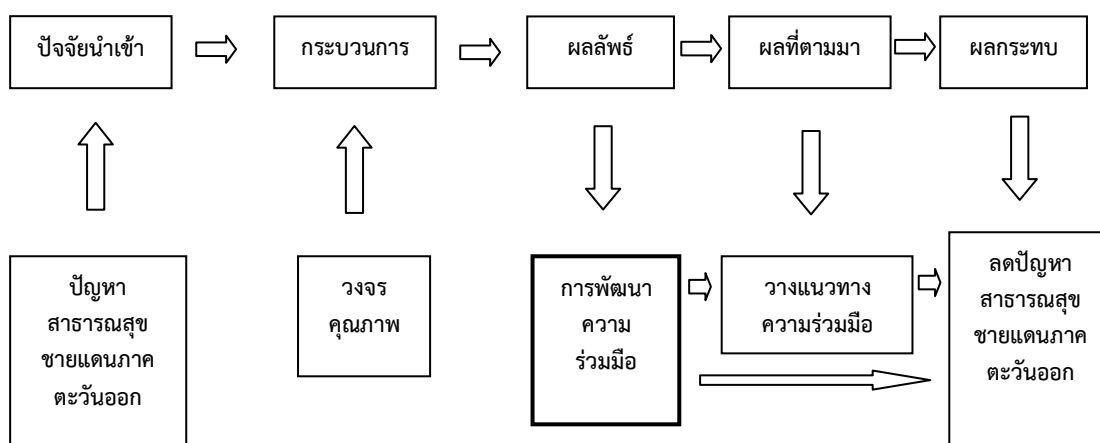 ปัจจัยนำเข้า
กระบวนการ
ผลลัพธ์
ผลที่ตามมา
ผลกระทบ
ปัญหา
สาธารณสุข
ชายแดนภาค
ตะวันออก
วงจร
คุณภาพ
การพัฒนา
ความ
ร่วมมือ
วางแนวทาง
ความร่วมมือ
ลดปัญหา
สาธารณสุข
ชายแดนภาค
ตะวันออก